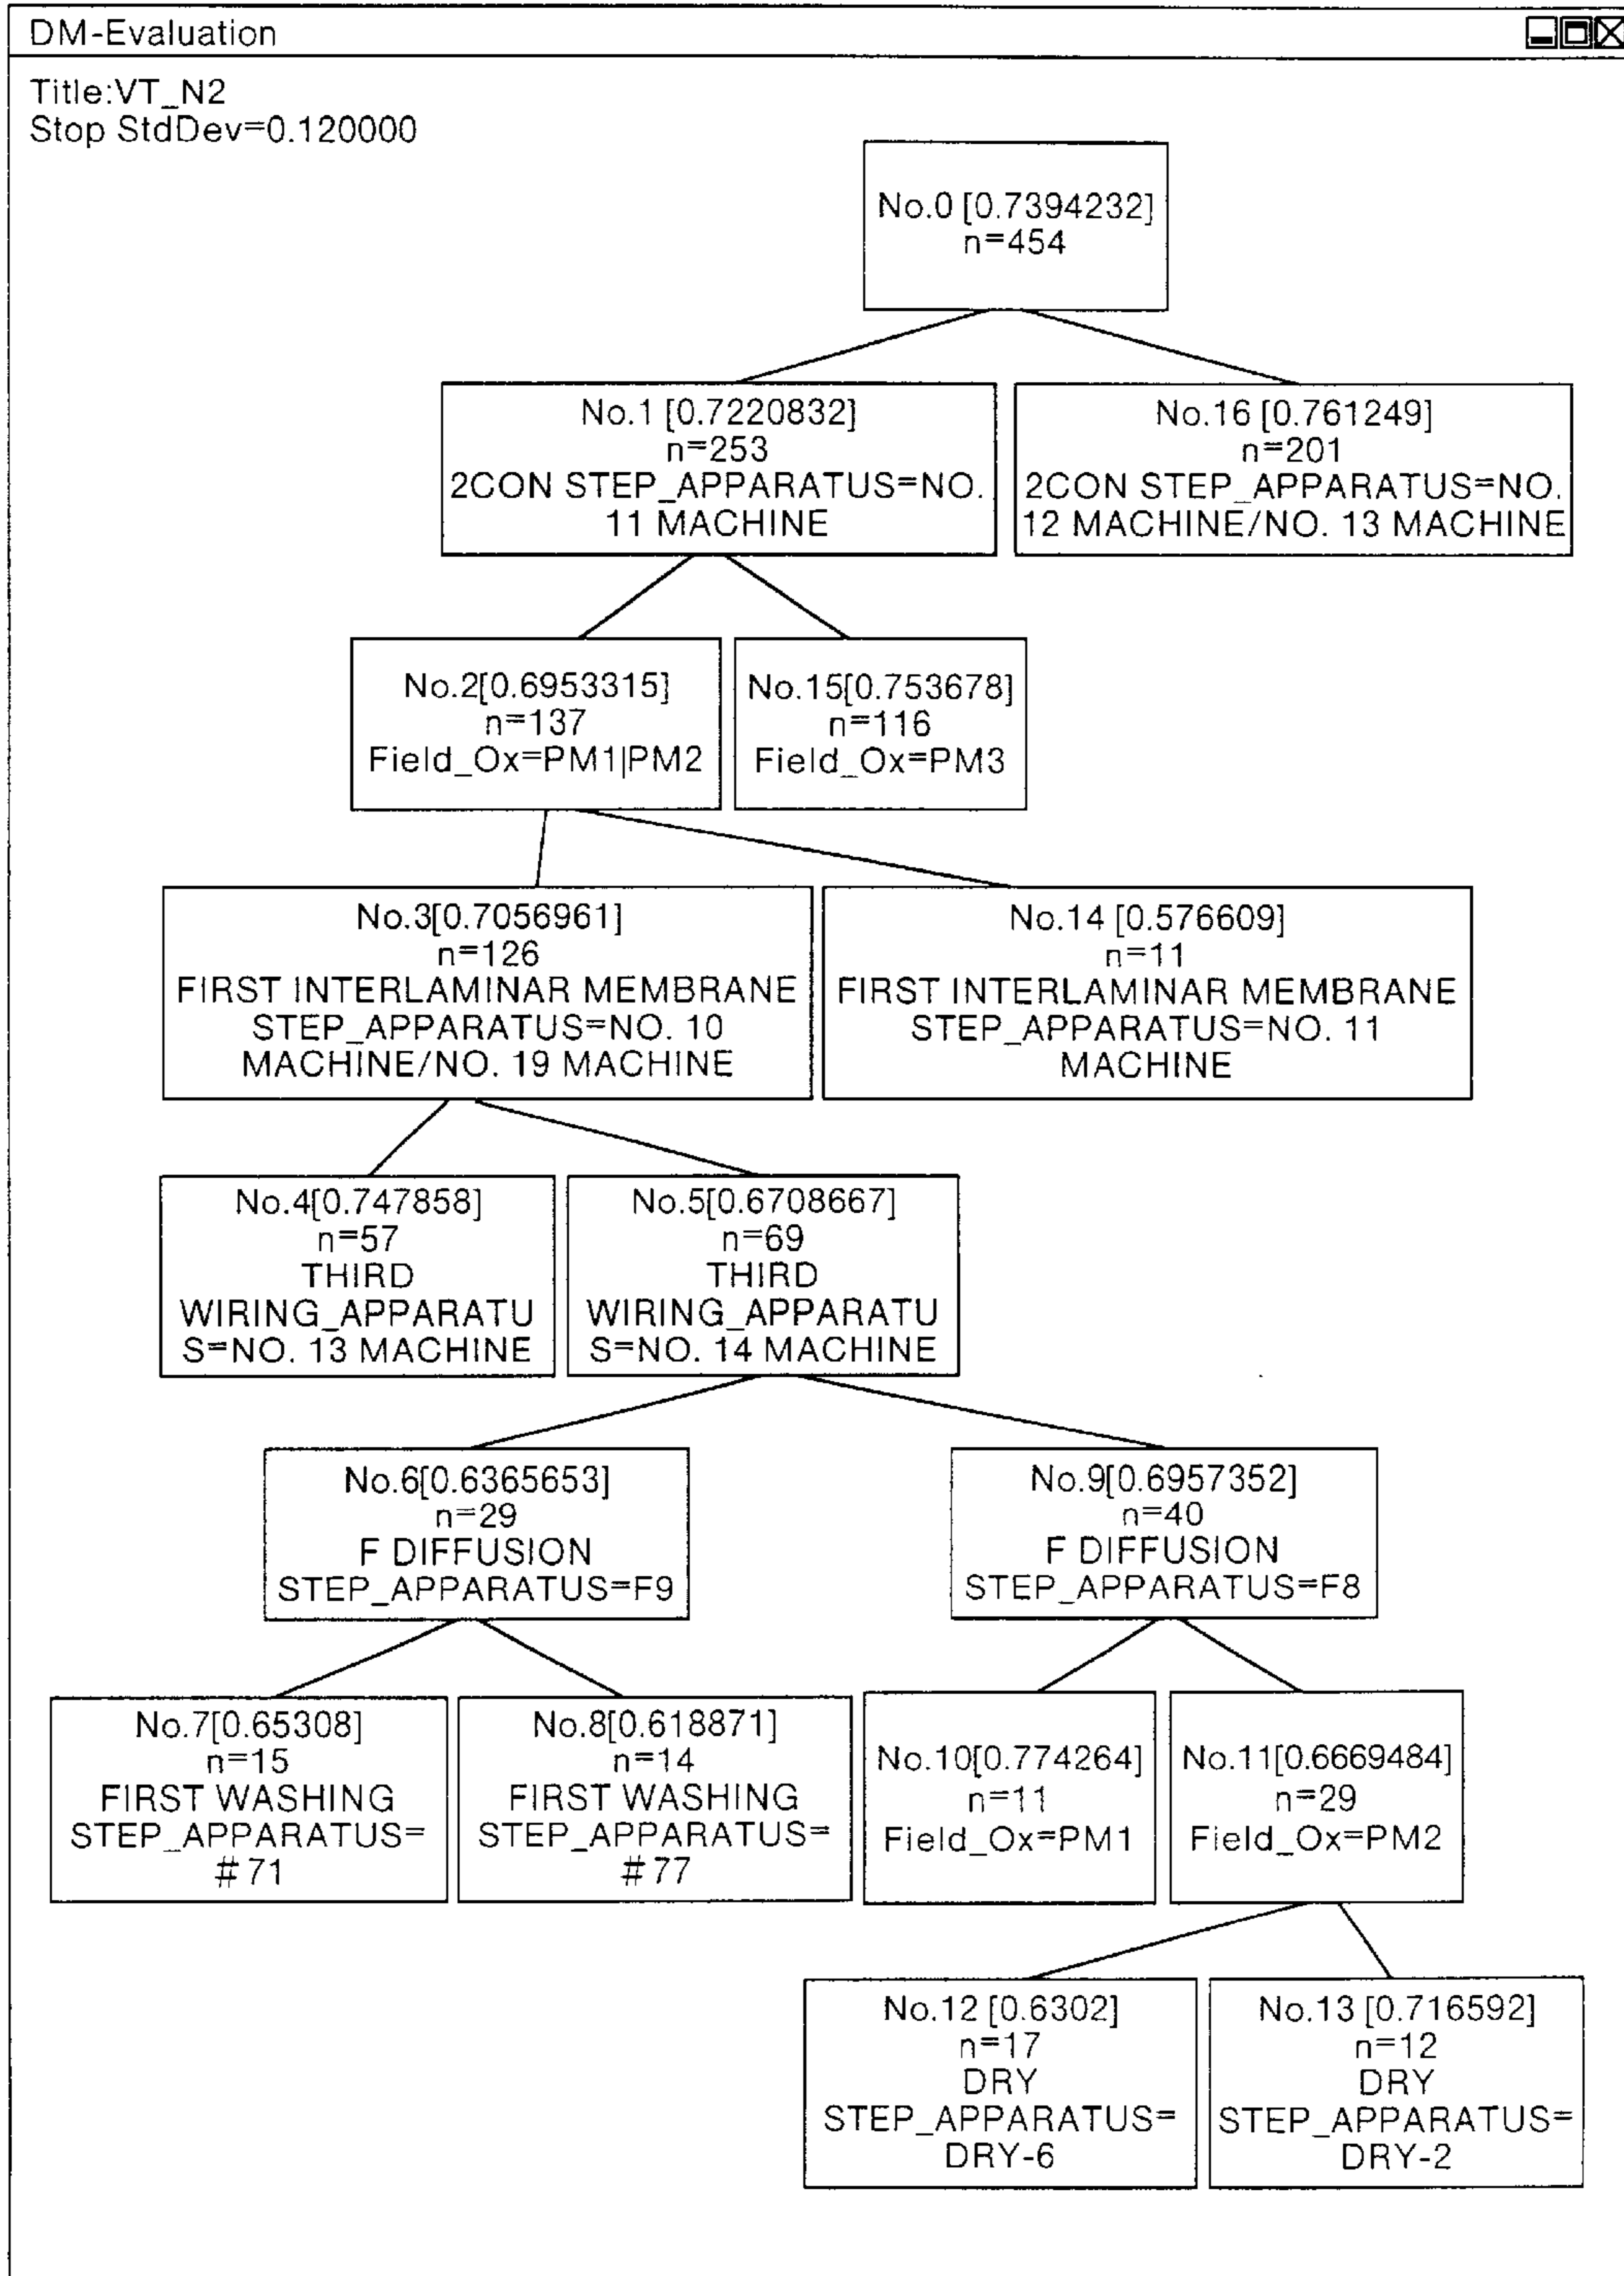 DM-Evaluation
Title:VT_N2
Stop StdDev=0.120000
No.0 [0.7394232]
n=454
No.1 [0.7220832]
n=253
2CON STEP_APPARATUS=NO.
11 MACHINE
No.16 [0.761249]
n=201
2CON STEP_APPARATUS=NO.
12 MACHINE/NO. 13 MACHINE
No.2[0.6953315]
n=137
Field_Ox=PM1|PM2
No.15[0.753678]
n=116
Field_Ox=PM3
No.3[0.7056961]
n=126
FIRST INTERLAMINAR MEMBRANE
STEP_APPARATUS=NO. 10
MACHINE/NO. 19 MACHINE
No.14 [0.576609]
n=11
FIRST INTERLAMINAR MEMBRANE
STEP_APPARATUS=NO. 11
MACHINE
No.4[0.747858]
n=57
THIRD
WIRING_APPARATU
S=NO. 13 MACHINE
No.5[0.6708667]
n=69
THIRD
WIRING_APPARATU
S=NO. 14 MACHINE
No.6[0.6365653]
n=29
F DIFFUSION
STEP_APPARATUS=F9
No.9[0.6957352]
n=40
F DIFFUSION
STEP_APPARATUS=F8
No.7[0.65308]
n=15
FIRST WASHING
STEP_APPARATUS=
#71
No.8[0.618871]
n=14
FIRST WASHING
STEP_APPARATUS=
#77
No.10[0.774264]
n=11
Field_Ox=PM1
No.11[0.6669484]
n=29
Field_Ox=PM2
No.12 [0.6302]
n=17
DRY
STEP_APPARATUS=
DRY-6
No.13 [0.716592]
n=12
DRY
STEP_APPARATUS=
DRY-2